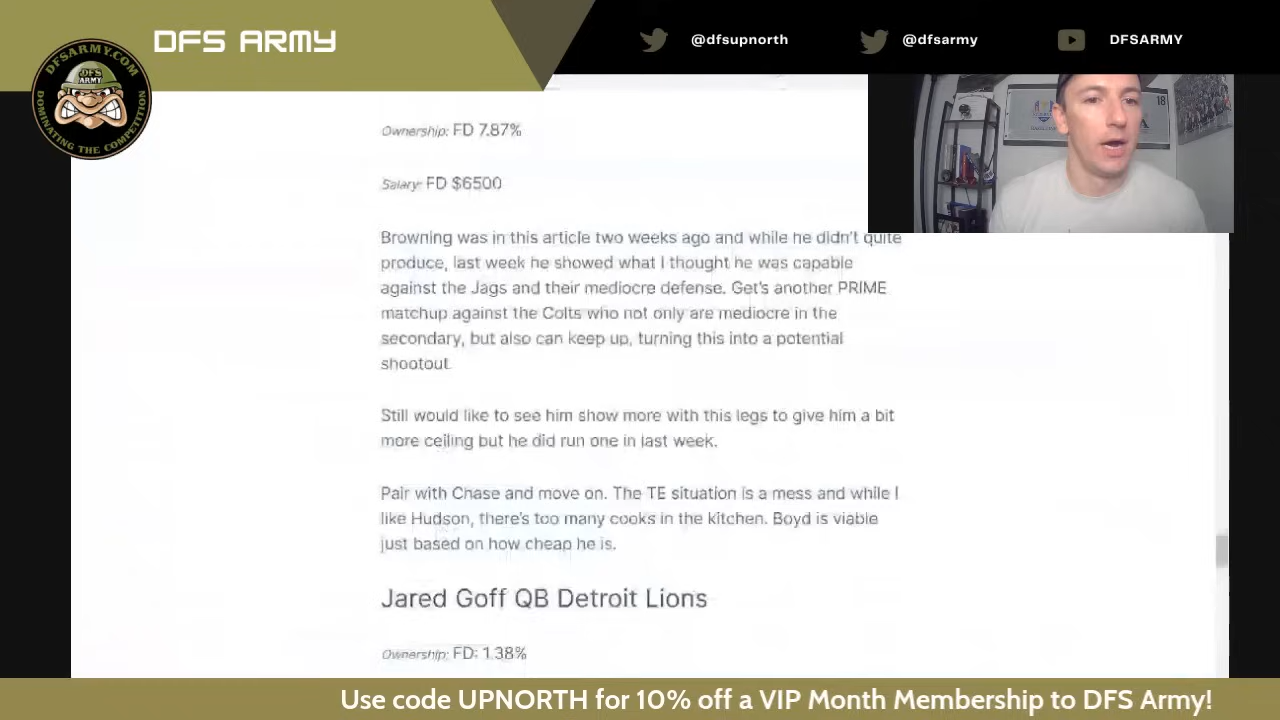 DFS ARMY
@dfsupnorth
@dfsarmy
DFSARMY
DFSARMY.COM
DFS
ARMY
DOMINATING THE COMPETITION
18
Ownership: FD 7.87%
Salary: FD $6500
Browning was in this article two weeks ago and while he didn't quite
produce, last week he showed what I thought he was capable
against the Jags and their mediocre defense. Get's another PRIME
matchup against the Colts who not only are mediocre in the
secondary, but also can keep up, turning this into a potential
shootout.
Still would like to see him show more with this legs to give him a bit
more ceiling but he did run one in last week.
Pair with Chase and move on. The TE situation is a mess and while I
like Hudson, there's too many cooks in the kitchen. Boyd is viable
just based on how cheap he is.
Jared Goff QB Detroit Lions
Ownership: FD: 1.38%
Use code UPNORTH for 10% off a VIP Month Membership to DFS Army!